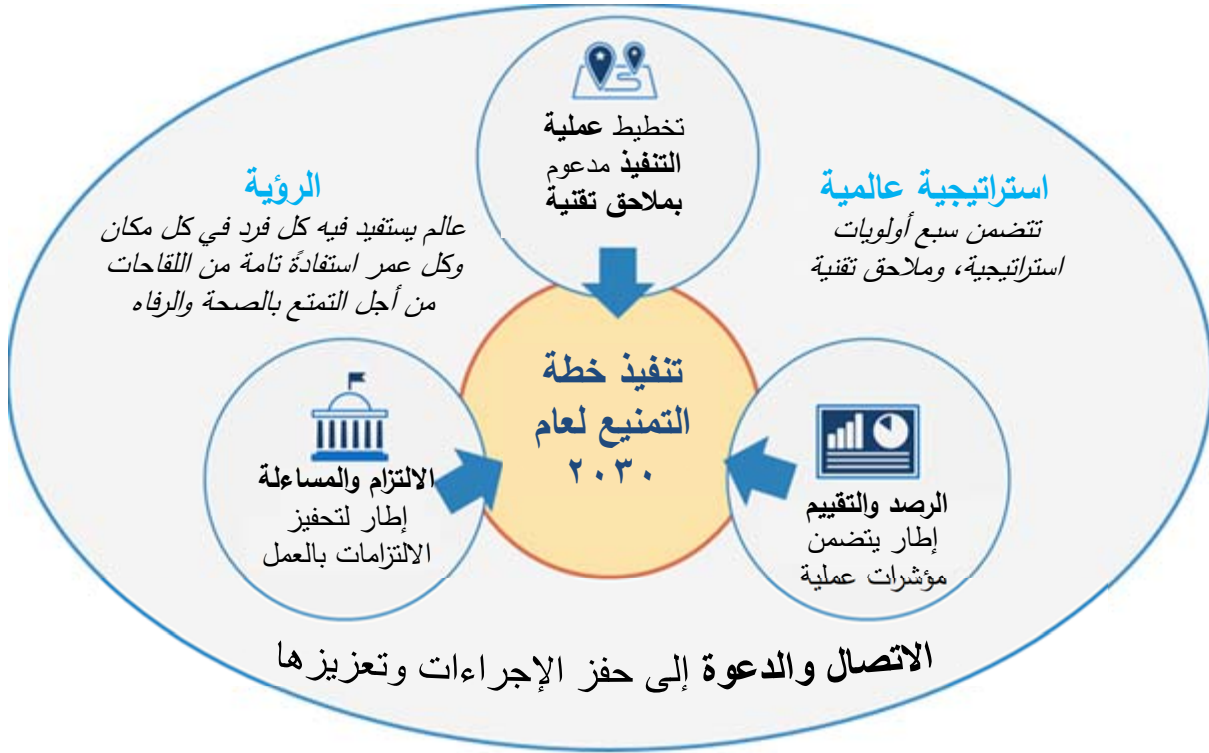 تخطيط عملية
التنفيذ مدعوم
بملاحق تقنية
استراتيجية عالمية
تتضمن سبع أولويات
استراتيجية، وملاحق تقنية
الرؤية
عالم يستفيد فيه كل فرد في كل مكان
وكل عمر استفادةً تامة من اللقاحات
من أجل التمتع بالصحة والرفاه
تنفيذ خطة
التمنيع لعام
٢٠٣٠
الرصد والتقييم
إطار يتضمن
مؤشرات عملية
الالتزام والمساءلة
إطار لتحفيز
الالتزامات بالعمل
الاتصال والدعوة إلى حفز الإجراءات وتعزيزها